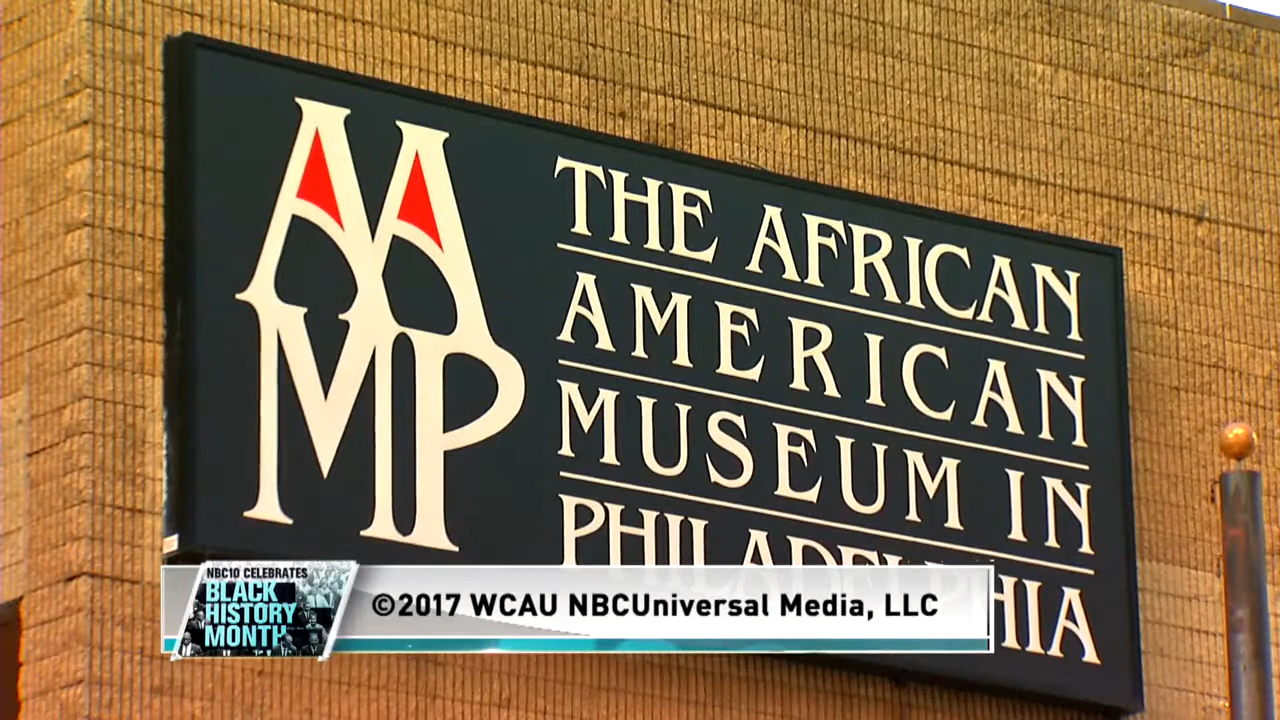 AAMP
THE AFRICAN
AMERICAN
MUSEUM IN
PHILADELPHIA
NBC10 CELEBRATES
BLACK
HISTORY
MONTH
©2017 WCAU NBCUniversal Media, LLC